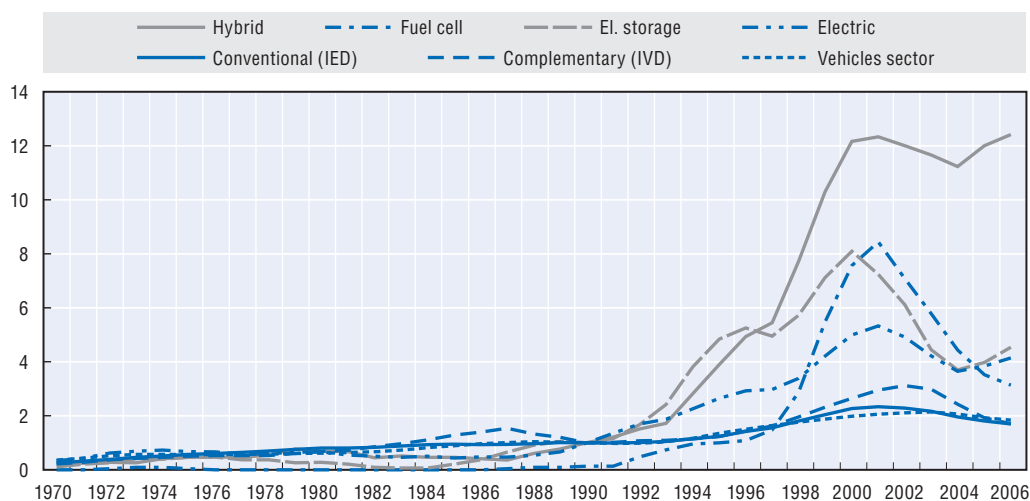 Hybrid Fuel cell El. storage Electric
Conventional (IED) Complementary (IVD) Vehicles sector
14
12
10
8
6
4
2
0
1970 1972 1974 1976 1978 1980 1982 1984 1986 1988 1990 1992 1994 1996 1998 2000 2002 2004 2006